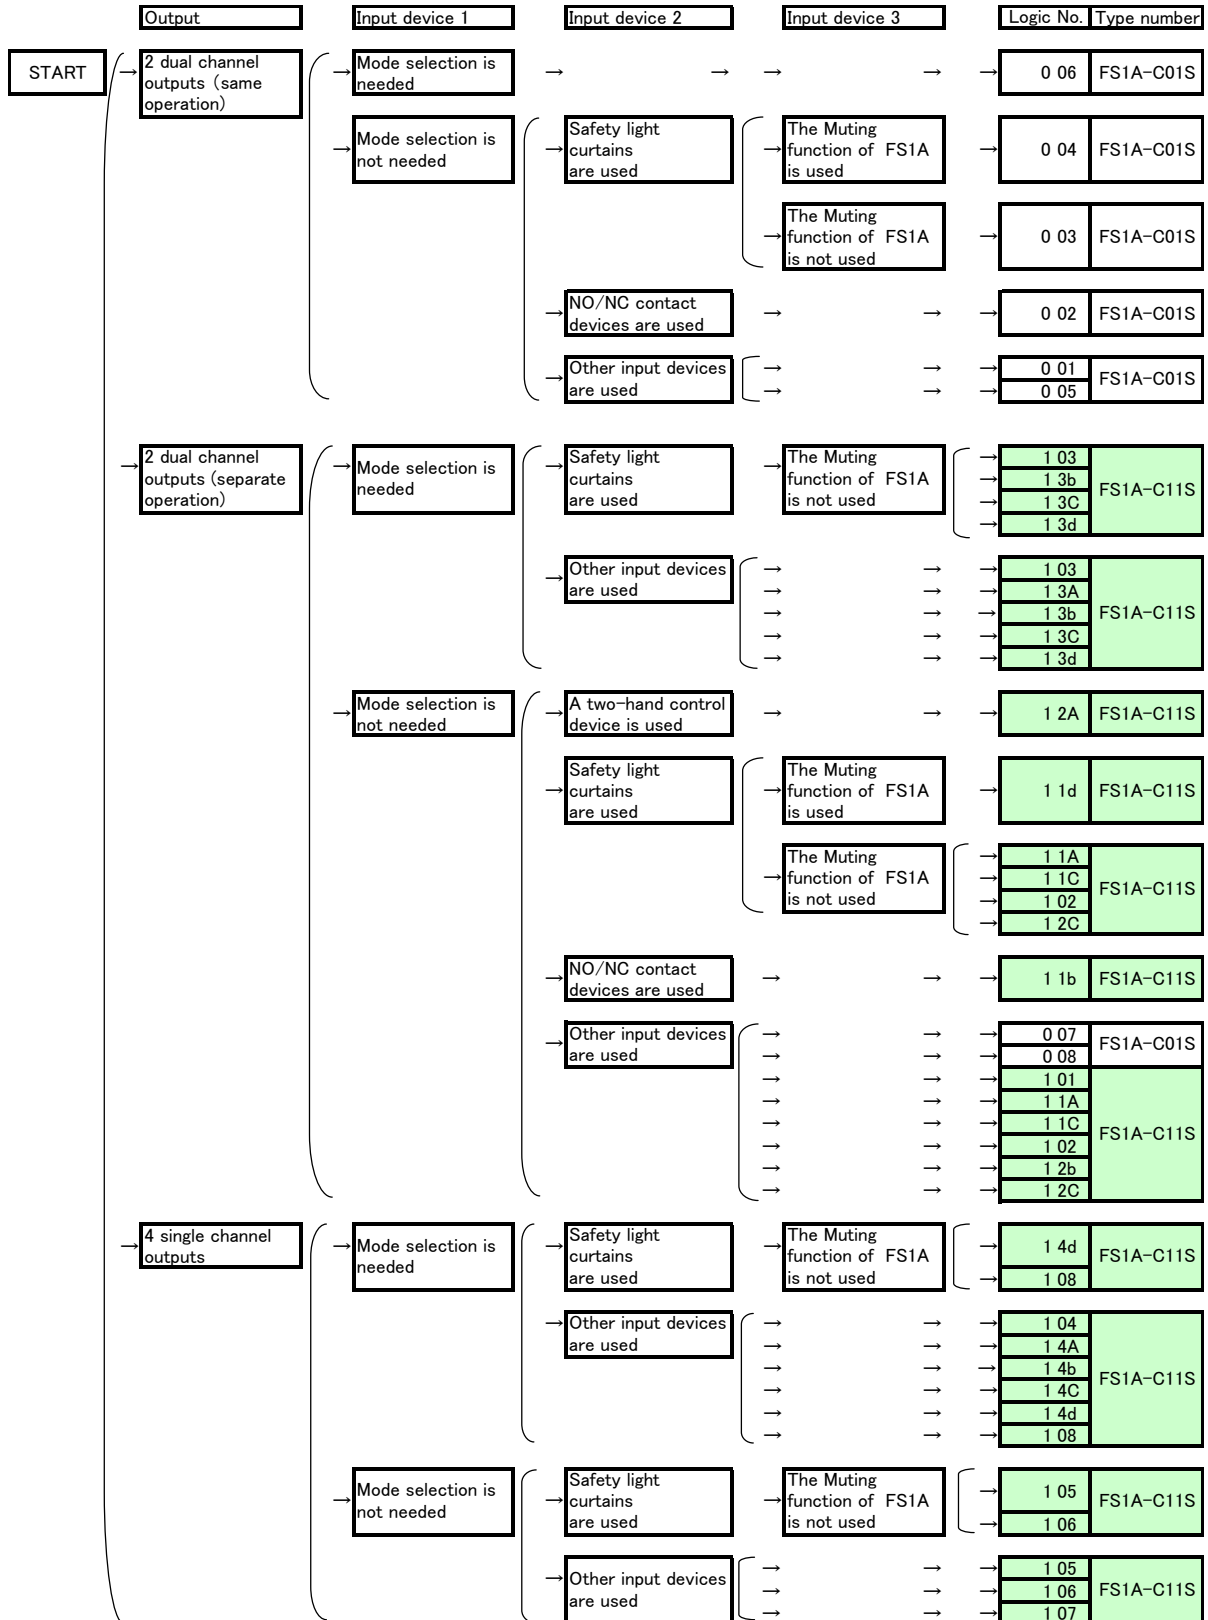 Output Input device 1 Input device 2 Input device 3 Logic No. Type number
START → 2 dual channel
outputs (same
operation)
→ Mode selection is
needed
→ → → → → 0 06 FS1A-C01S
→ Mode selection is
not needed
→ Safety light
curtains
are used
→ The Muting
function of FS1A
is used
→ 0 04 FS1A-C01S
→ The Muting
function of FS1A
is not used
→ 0 03 FS1A-C01S
→ NO/NC contact
devices are used
→ → → 0 02 FS1A-C01S
→ Other input devices
are used
→ → → 0 01
→ → → 0 05
FS1A-C01S
→ 2 dual channel
outputs (separate
operation)
→ Mode selection is
needed
→ Safety light
curtains
are used
→ The Muting
function of FS1A
is not used
→ 1 03
→ 1 3b
→ 1 3C
→ 1 3d
FS1A-C11S
→ Other input devices
are used
→ → → 1 03
→ → → 1 3A
→ → → 1 3b
→ → → 1 3C
→ → → 1 3d
FS1A-C11S
→ Mode selection is
not needed
→ A two-hand control
device is used
→ → → 1 2A FS1A-C11S
→ Safety light
curtains
are used
→ The Muting
function of FS1A
is used
→ 1 1d FS1A-C11S
→ The Muting
function of FS1A
is not used
→ 1 1A
→ 1 1C
→ 1 02
→ 1 2C
FS1A-C11S
→ NO/NC contact
devices are used
→ → → 1 1b FS1A-C11S
→ Other input devices
are used
→ → → 0 07
→ → → 0 08
FS1A-C01S
→ → → 1 01
→ → → 1 1A
→ → → 1 1C
→ → → 1 02
→ → → 1 2b
→ → → 1 2C
FS1A-C11S
→ 4 single channel
outputs
→ Mode selection is
needed
→ Safety light
curtains
are used
→ The Muting
function of FS1A
is not used
→ 1 4d
→ 1 08
FS1A-C11S
→ Other input devices
are used
→ → → 1 04
→ → → 1 4A
→ → → 1 4b
→ → → 1 4C
→ → → 1 4d
→ → → 1 08
FS1A-C11S
→ Mode selection is
not needed
→ Safety light
curtains
are used
→ The Muting
function of FS1A
is not used
→ 1 05
→ 1 06
FS1A-C11S
→ Other input devices
are used
→ → → 1 05
→ → → 1 06
→ → → 1 07
FS1A-C11S